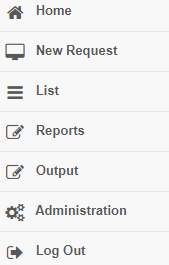 Home
New Request
List
Reports
Output
Administration
Log Out